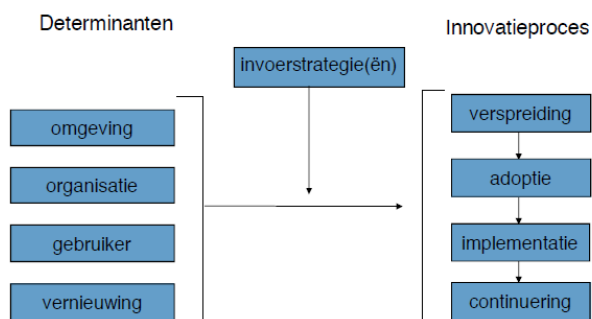 Determinanten
Innovatieproces
invoerstrategie(ën)
omgeving
organisatie
gebruiker
vernieuwing
verspreiding
adoptie
implementatie
continuering